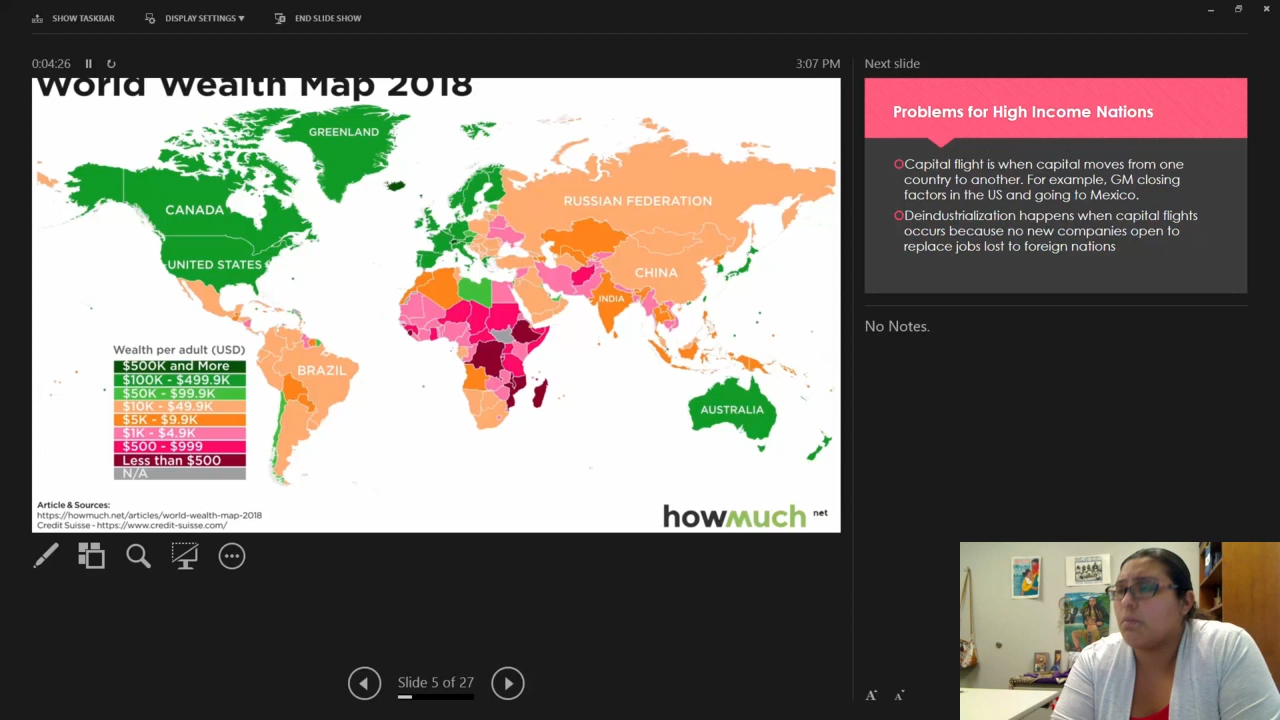 SHOW TASKBAR
DISPLAY SETTINGS ▼
END SLIDE SHOW
0:04:26
3:07 PM
Next slide
World Wealth Map 2018
GREENLAND
CANADA
UNITED STATES
RUSSIAN FEDERATION
CHINA
INDIA
BRAZIL
AUSTRALIA
Wealth per adult (USD)
$500K and More
$100K - $499.9K
$50K - $99.9K
$10K - $49.9K
$5K - $9.9K
$1K - $4.9K
$500 - $999
Less than $500
N/A
Article & Sources:
https://howmuch.net/articles/world-wealth-map-2018
Credit Suisse - https://www.credit-suisse.com/
howmuch net
Problems for High Income Nations
Capital flight is when capital moves from one
country to another. For example, GM closing
factors in the US and going to Mexico.
Deindustrialization happens when capital flights
occurs because no new companies open to
replace jobs lost to foreign nations
No Notes.
Slide 5 of 27
A A